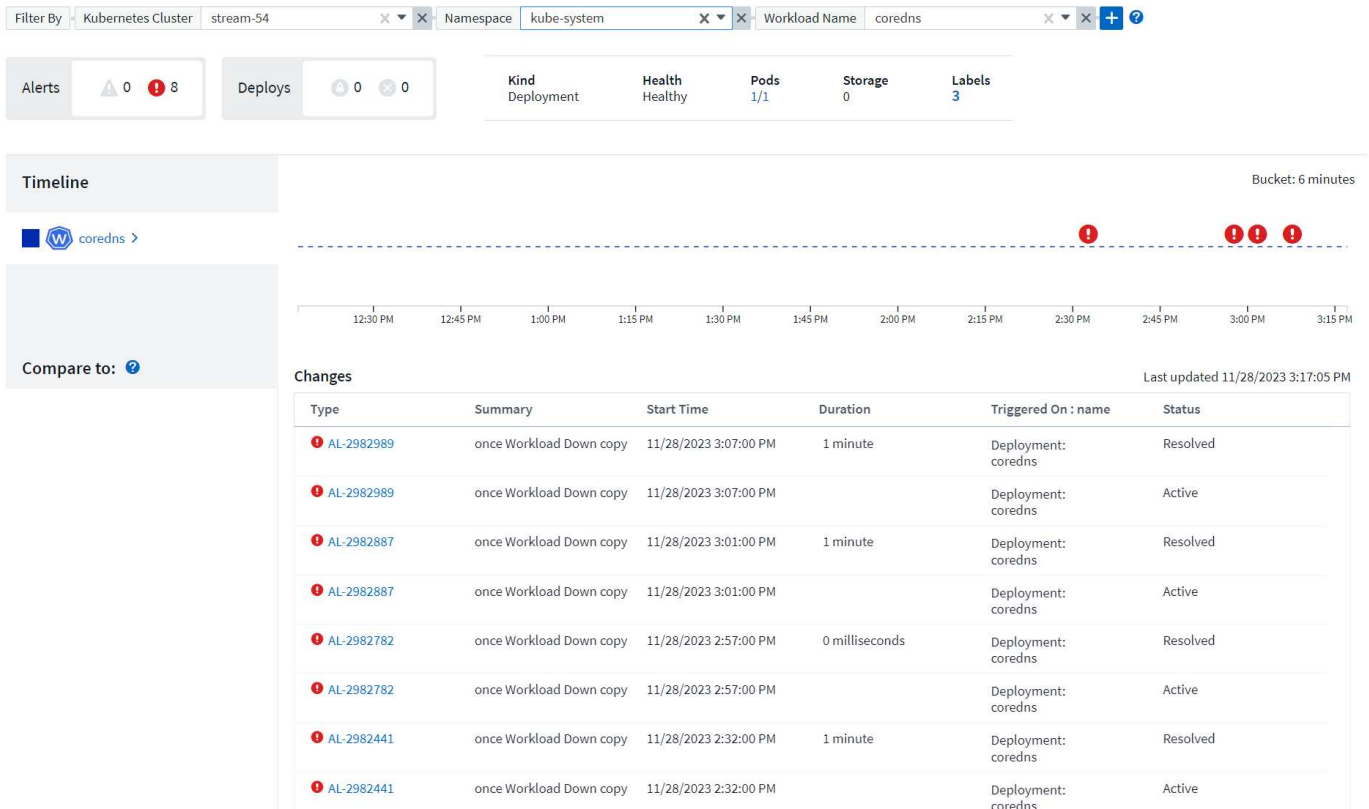 Filter By Kubernetes Cluster stream-54 Namespace kube-system Workload Name coredns
Alerts 0 8 Deploys 0 0
Kind Health Pods Storage Labels
Deployment Healthy 1/1 0 3
Timeline
Bucket: 6 minutes
W coredns
12:30 PM 12:45 PM 1:00 PM 1:15 PM 1:30 PM 1:45 PM 2:00 PM 2:15 PM 2:30 PM 2:45 PM 3:00 PM 3:15 PM
Compare to: ?
Changes Last updated 11/28/2023 3:17:05 PM
Type Summary Start Time Duration Triggered On : name Status
AL-2982989 once Workload Down copy 11/28/2023 3:07:00 PM 1 minute Deployment: Resolved
coredns
AL-2982989 once Workload Down copy 11/28/2023 3:07:00 PM Deployment: Active
coredns
AL-2982887 once Workload Down copy 11/28/2023 3:01:00 PM 1 minute Deployment: Resolved
coredns
AL-2982887 once Workload Down copy 11/28/2023 3:01:00 PM Deployment: Active
coredns
AL-2982782 once Workload Down copy 11/28/2023 2:57:00 PM 0 milliseconds Deployment: Resolved
coredns
AL-2982782 once Workload Down copy 11/28/2023 2:57:00 PM Deployment: Active
coredns
AL-2982441 once Workload Down copy 11/28/2023 2:32:00 PM 1 minute Deployment: Resolved
coredns
AL-2982441 once Workload Down copy 11/28/2023 2:32:00 PM Deployment: Active
coredns